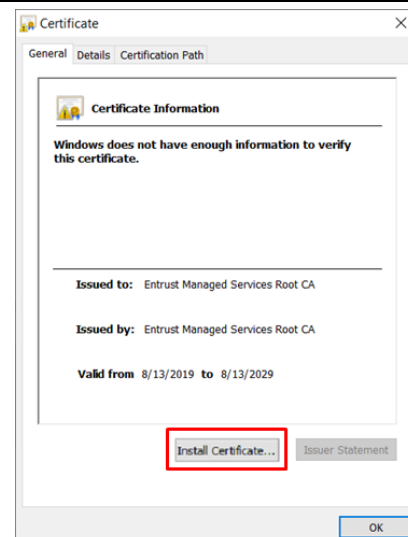 Certificate
General Details Certification Path
Certificate Information
Windows does not have enough information to verify
this certificate.
Issued to: Entrust Managed Services Root CA
Issued by: Entrust Managed Services Root CA
Valid from 8/13/2019 to 8/13/2029
Install Certificate... Issuer Statement
OK